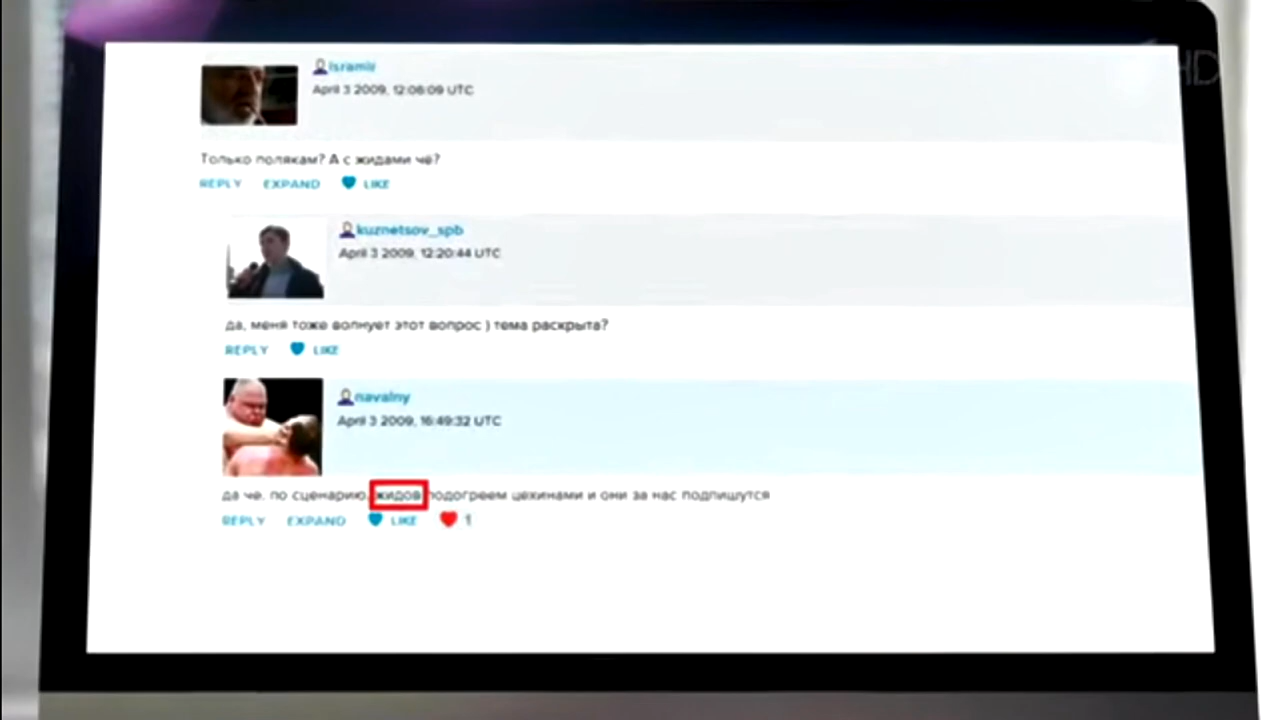 isramir
April 3 2009, 12:06:09 UTC
Только полякам? А с жидами чё?
REPLY EXPAND LIKE
kuznetsov_spb
April 3 2009, 12:20:44 UTC
да, меня тоже волнует этот вопрос ) тема раскрыта?
REPLY LIKE
navalny
April 3 2009, 16:49:32 UTC
да че. по сценарию, жидов подогреем цехинами и они за нас подпишутся
REPLY EXPAND LIKE 1
HD